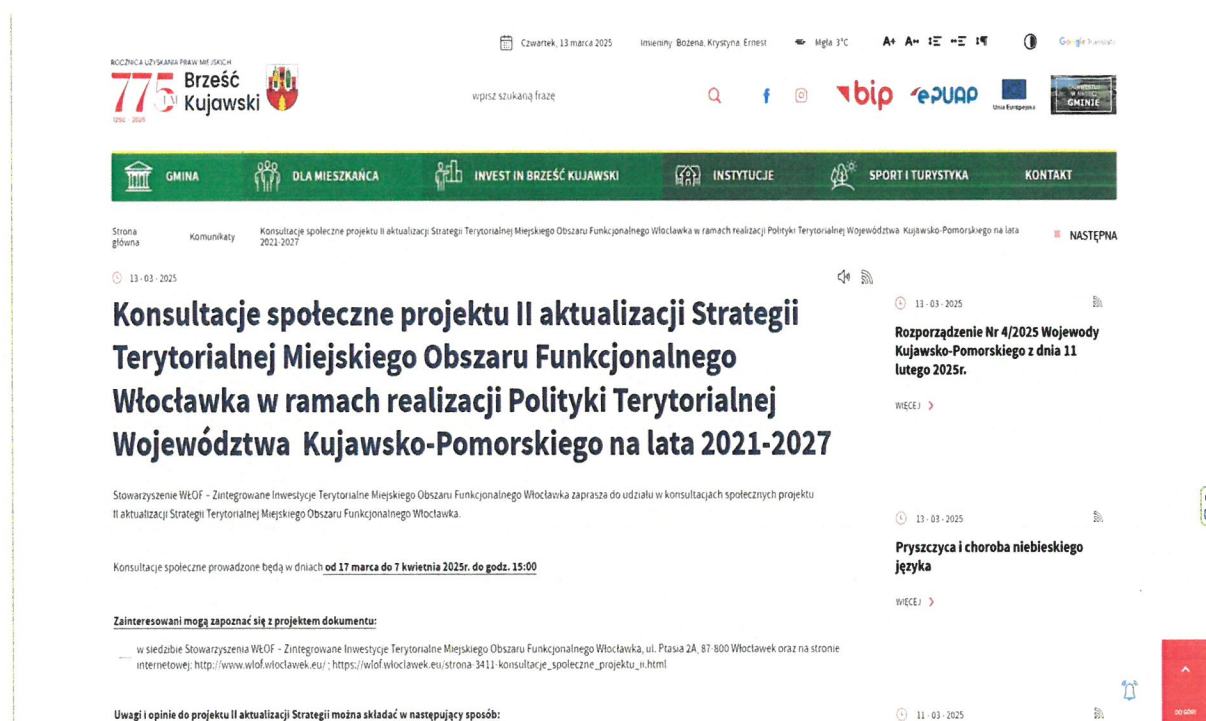 Czwartek, 13 marca 2025
Imieniny: Bożena, Krystyna, Ernest
Mgła 3°C
A+ A++
Google Translate
ROCZNICA UZYSKANIA PRAW MIEJSKICH
775 LAT
1250 - 2025
Brześć
Kujawski
wpisz szukaną frazę
bip
ePUAP
Unia Europejska
GMINIE
GMINA
DLA MIESZKAŃCA
INVEST IN BRZEŚĆ KUJAWSKI
INSTYTUCJE
SPORT I TURYSTYKA
KONTAKT
Strona
główna
Komunikaty
Konsultacje społeczne projektu II aktualizacji Strategii Terytorialnej Miejskiego Obszaru Funkcjonalnego Włocławka w ramach realizacji Polityki Terytorialnej Województwa Kujawsko-Pomorskiego na lata
2021-2027
NASTĘPNA
13 - 03 - 2025
Konsultacje społeczne projektu II aktualizacji Strategii
Terytorialnej Miejskiego Obszaru Funkcjonalnego
Włocławka w ramach realizacji Polityki Terytorialnej
Województwa Kujawsko-Pomorskiego na lata 2021-2027
Stowarzyszenie WŁOF – Zintegrowane Inwestycje Terytorialne Miejskiego Obszaru Funkcjonalnego Włocławka zaprasza do udziału w konsultacjach społecznych projektu
II aktualizacji Strategii Terytorialnej Miejskiego Obszaru Funkcjonalnego Włocławka.
Konsultacje społeczne prowadzone będą w dniach od 17 marca do 7 kwietnia 2025r. do godz. 15:00
Zainteresowani mogą zapoznać się z projektem dokumentu:
w siedzibie Stowarzyszenia WŁOF – Zintegrowane Inwestycje Terytorialne Miejskiego Obszaru Funkcjonalnego Włocławka, ul. Ptasia 2A, 87-800 Włocławek oraz na stronie
internetowej: http://www.wlof.wloclawek.eu/ ; https://wlof.wloclawek.eu/strona-3411-konsultacje_spoleczne_projektu_ii.html
Uwagi i opinie do projektu II aktualizacji Strategii można składać w następujący sposób:
13 - 03 - 2025
Rozporządzenie Nr 4/2025 Wojewody
Kujawsko-Pomorskiego z dnia 11
lutego 2025r.
WIĘCEJ
13 - 03 - 2025
Pryszczyca i choroba niebieskiego
języka
WIĘCEJ
11 - 03 - 2025
DO GÓRY